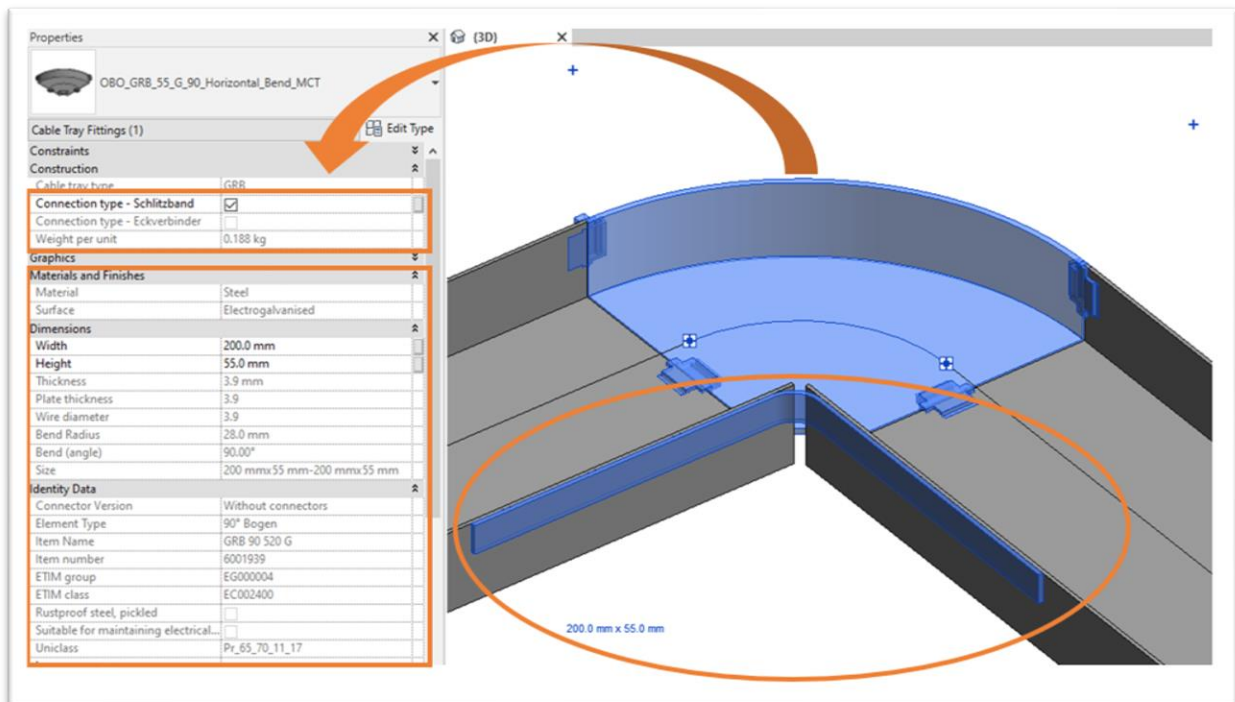 Properties
(3D)
OBO_GRB_55_G_90_Horizontal_Bend_MCT
Cable Tray Fittings (1)
Edit Type
Constraints
Construction
Cable tray type GRB
Connection type - Schlitzband
Connection type - Eckverbinder
Weight per unit 0.188 kg
Graphics
Materials and Finishes
Material Steel
Surface Electrogalvanised
Dimensions
Width 200.0 mm
Height 55.0 mm
Thickness 3.9 mm
Plate thickness 3.9
Wire diameter 3.9
Bend Radius 28.0 mm
Bend (angle) 90.00°
Size 200 mmx55 mm-200 mmx55 mm
Identity Data
Connector Version Without connectors
Element Type 90° Bogen
Item Name GRB 90 520 G
Item number 6001939
ETIM group EG000004
ETIM class EC002400
Rustproof steel, pickled
Suitable for maintaining electrical...
Uniclass Pr_65_70_11_17
200.0 mm x 55.0 mm